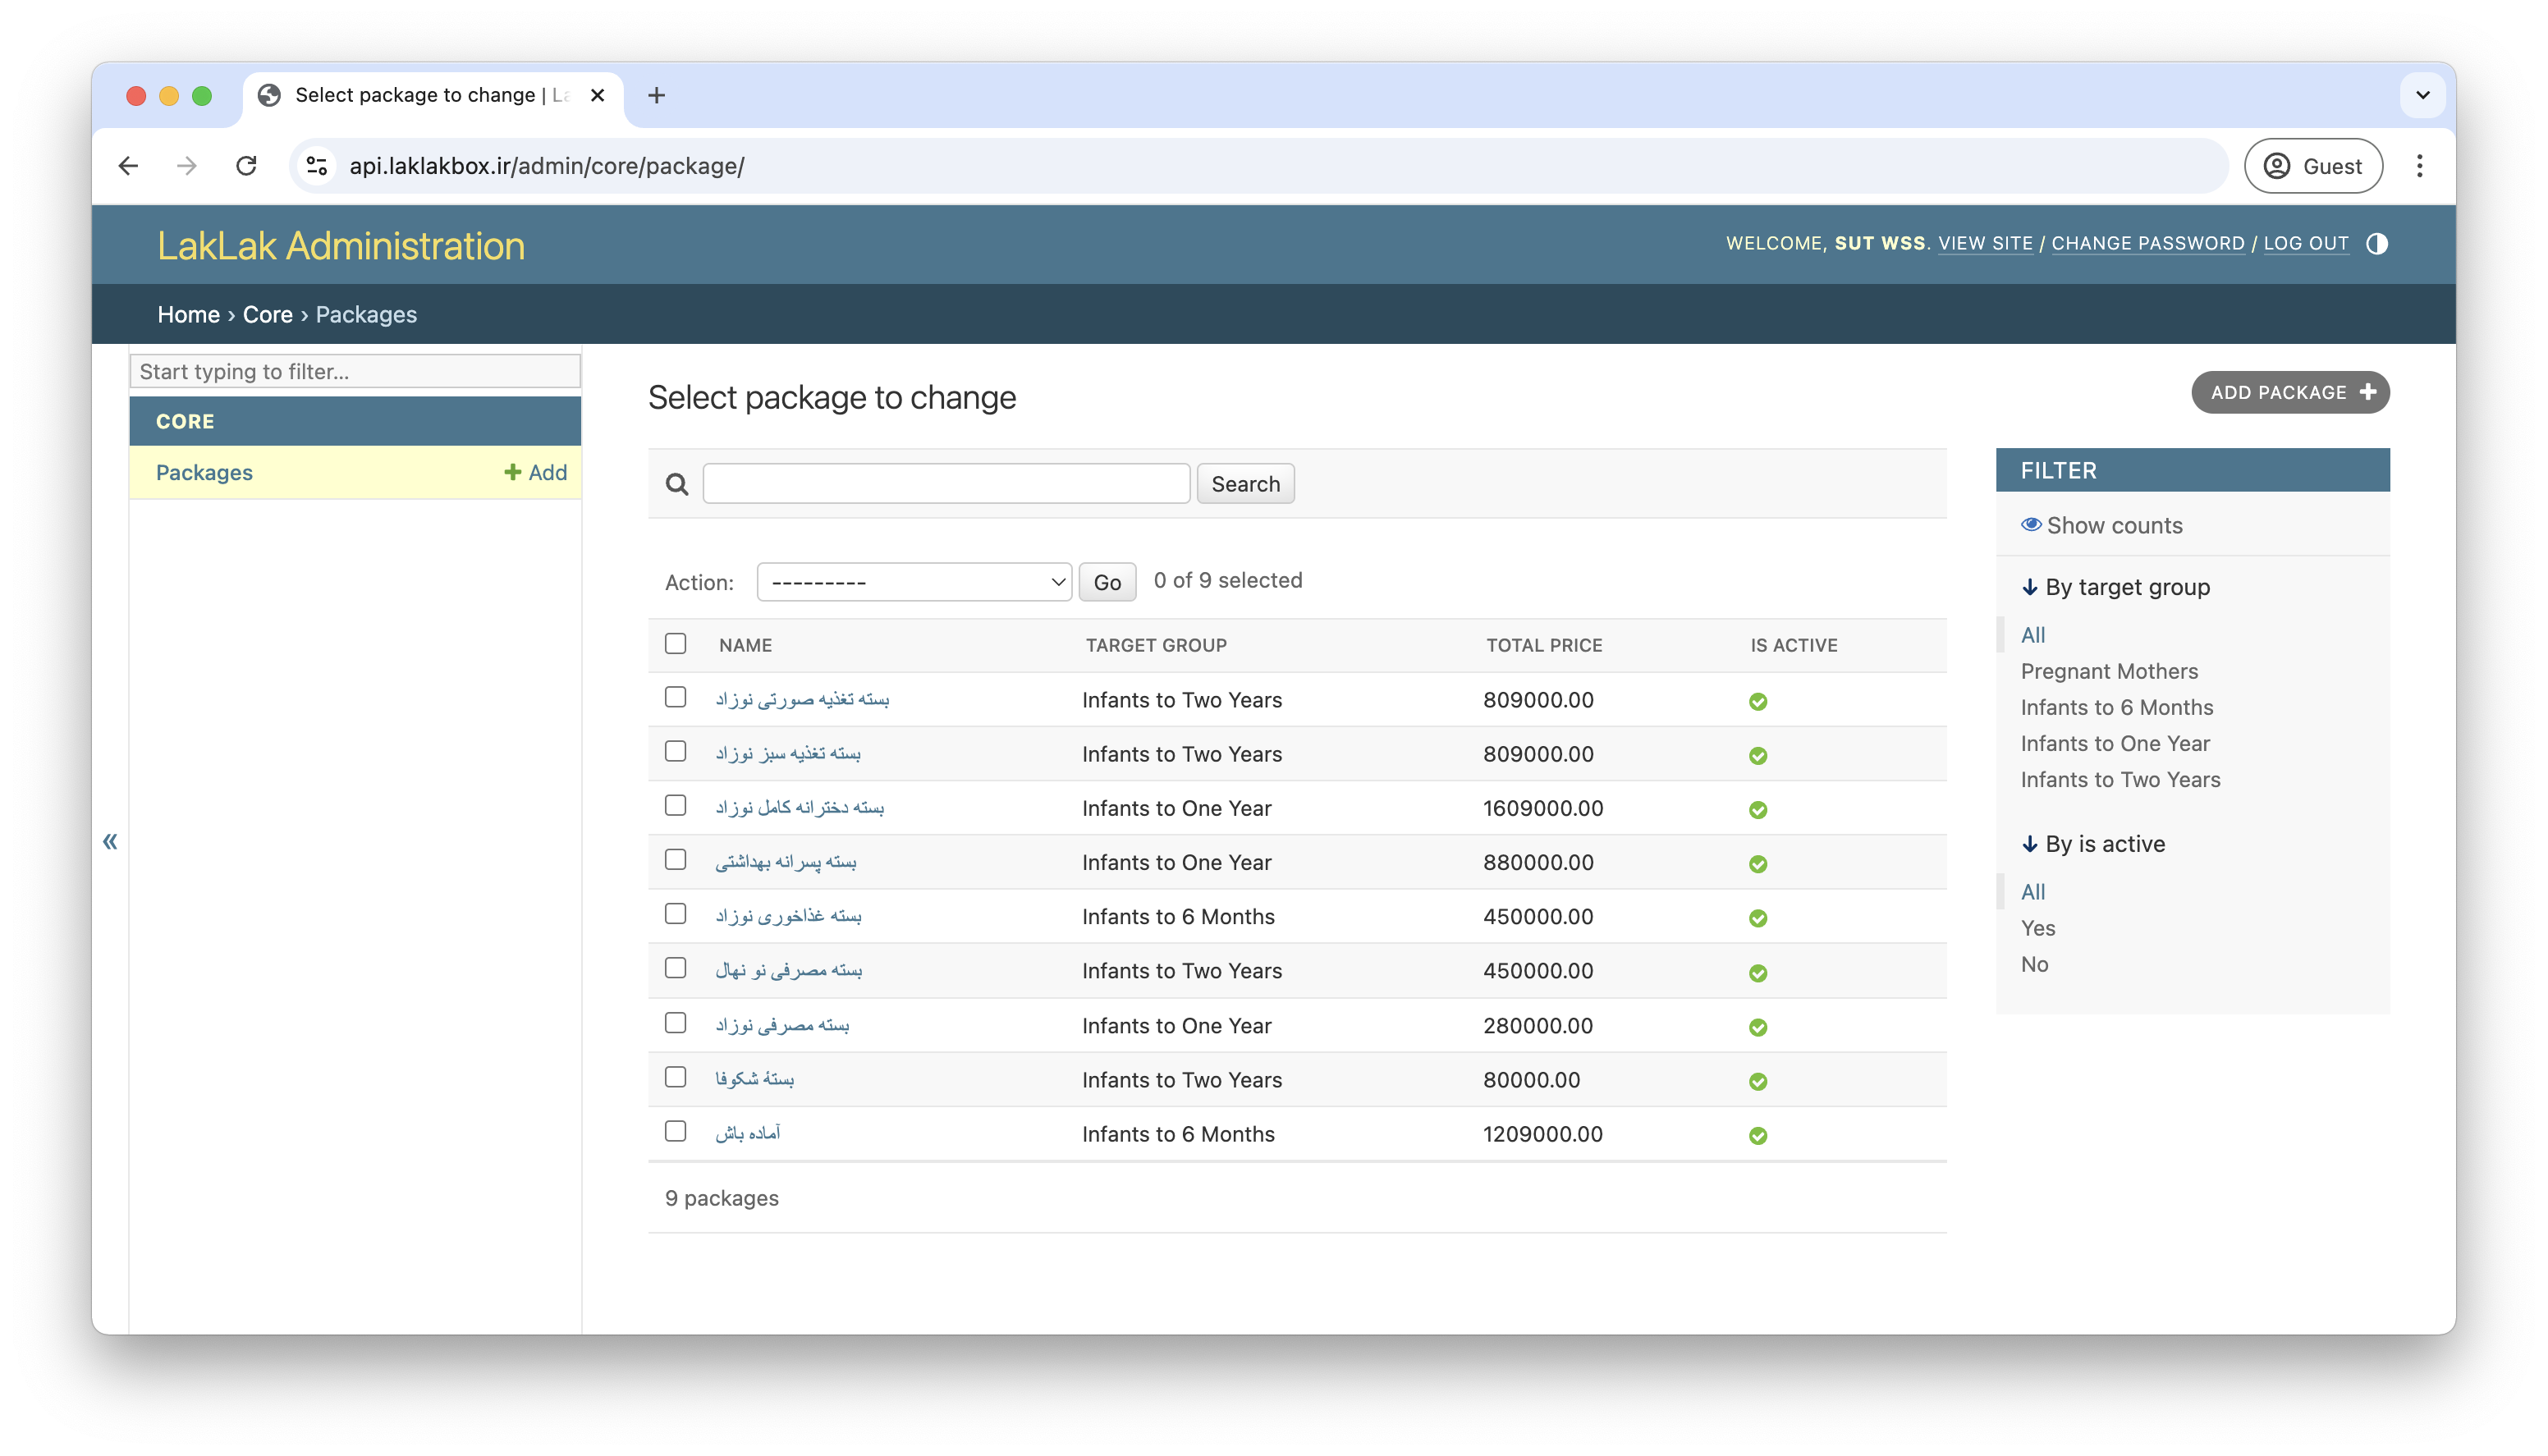 Select package to change | La
api.laklakbox.ir/admin/core/package/
Guest
LakLak Administration
WELCOME, SUT WSS. VIEW SITE / CHANGE PASSWORD / LOG OUT
Home › Core › Packages
Start typing to filter...
CORE
Packages
Add
«
Select package to change
ADD PACKAGE
Search
Action:
---------
Go
0 of 9 selected
NAME TARGET GROUP TOTAL PRICE IS ACTIVE
بسته تغذیه صورتی نوزاد Infants to Two Years 809000.00
بسته تغذیه سبز نوزاد Infants to Two Years 809000.00
بسته دخترانه کامل نوزاد Infants to One Year 1609000.00
بسته پسرانه بهداشتی Infants to One Year 880000.00
بسته غذاخوری نوزاد Infants to 6 Months 450000.00
بسته مصرفی نو نهال Infants to Two Years 450000.00
بسته مصرفی نوزاد Infants to One Year 280000.00
بستهٔ شکوفا Infants to Two Years 80000.00
آماده باش Infants to 6 Months 1209000.00
9 packages
FILTER
Show counts
By target group
All
Pregnant Mothers
Infants to 6 Months
Infants to One Year
Infants to Two Years
By is active
All
Yes
No